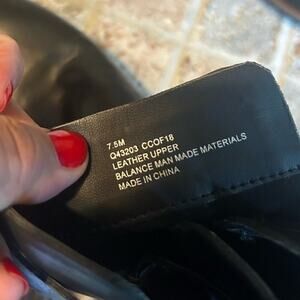 7.5M
Q43203 CCOF18
LEATHER UPPER
BALANCE MAN MADE MATERIALS
MADE IN CHINA